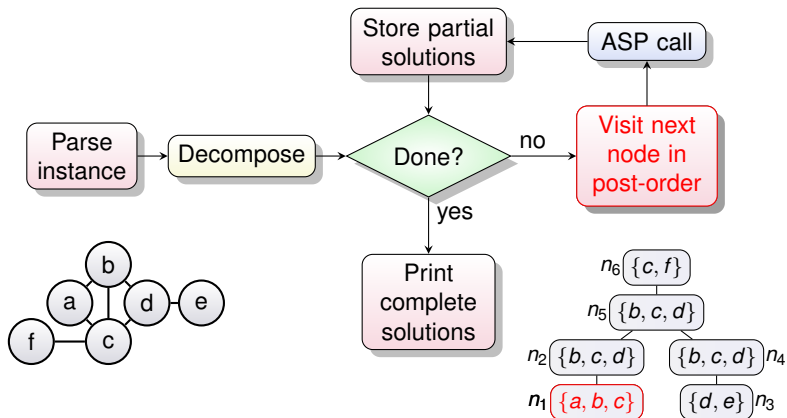 Store partial
solutions
ASP call
Parse
instance
Decompose
Done?
no
Visit next
node in
post-order
yes
Print
complete
solutions
b
a
d
e
f
c
n6 {c, f}
n5 {b, c, d}
n2 {b, c, d}
{b, c, d} n4
n1 {a, b, c}
{d, e} n3